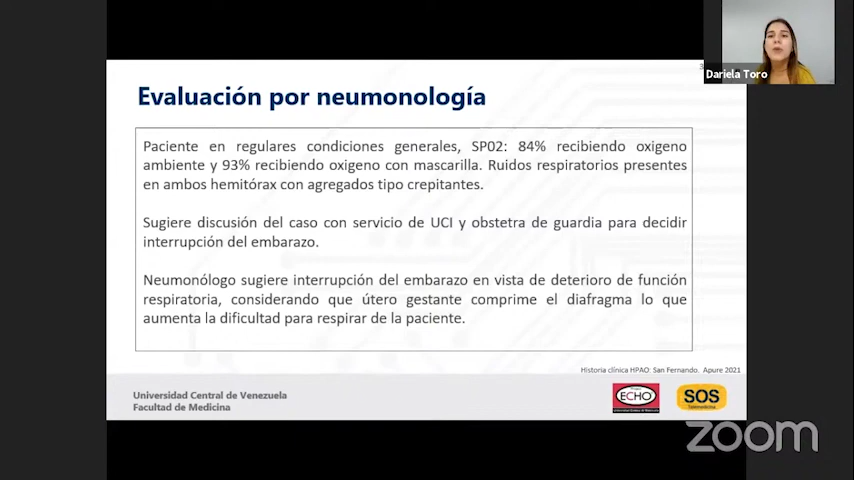 Dariela Toro
Evaluación por neumonología
Paciente en regulares condiciones generales, SP02: 84% recibiendo oxigeno
ambiente y 93% recibiendo oxigeno con mascarilla. Ruidos respiratorios presentes
en ambos hemitórax con agregados tipo crepitantes.
Sugiere discusión del caso con servicio de UCI y obstetra de guardia para decidir
interrupción del embarazo.
Neumonólogo sugiere interrupción del embarazo en vista de deterioro de función
respiratoria, considerando que útero gestante comprime el diafragma lo que
aumenta la dificultad para respirar de la paciente.
Historia clínica HPAO: San Fernando. Apure 2021
Universidad Central de Venezuela
Facultad de Medicina
ECHO
SOS
Telemedicina
zoom